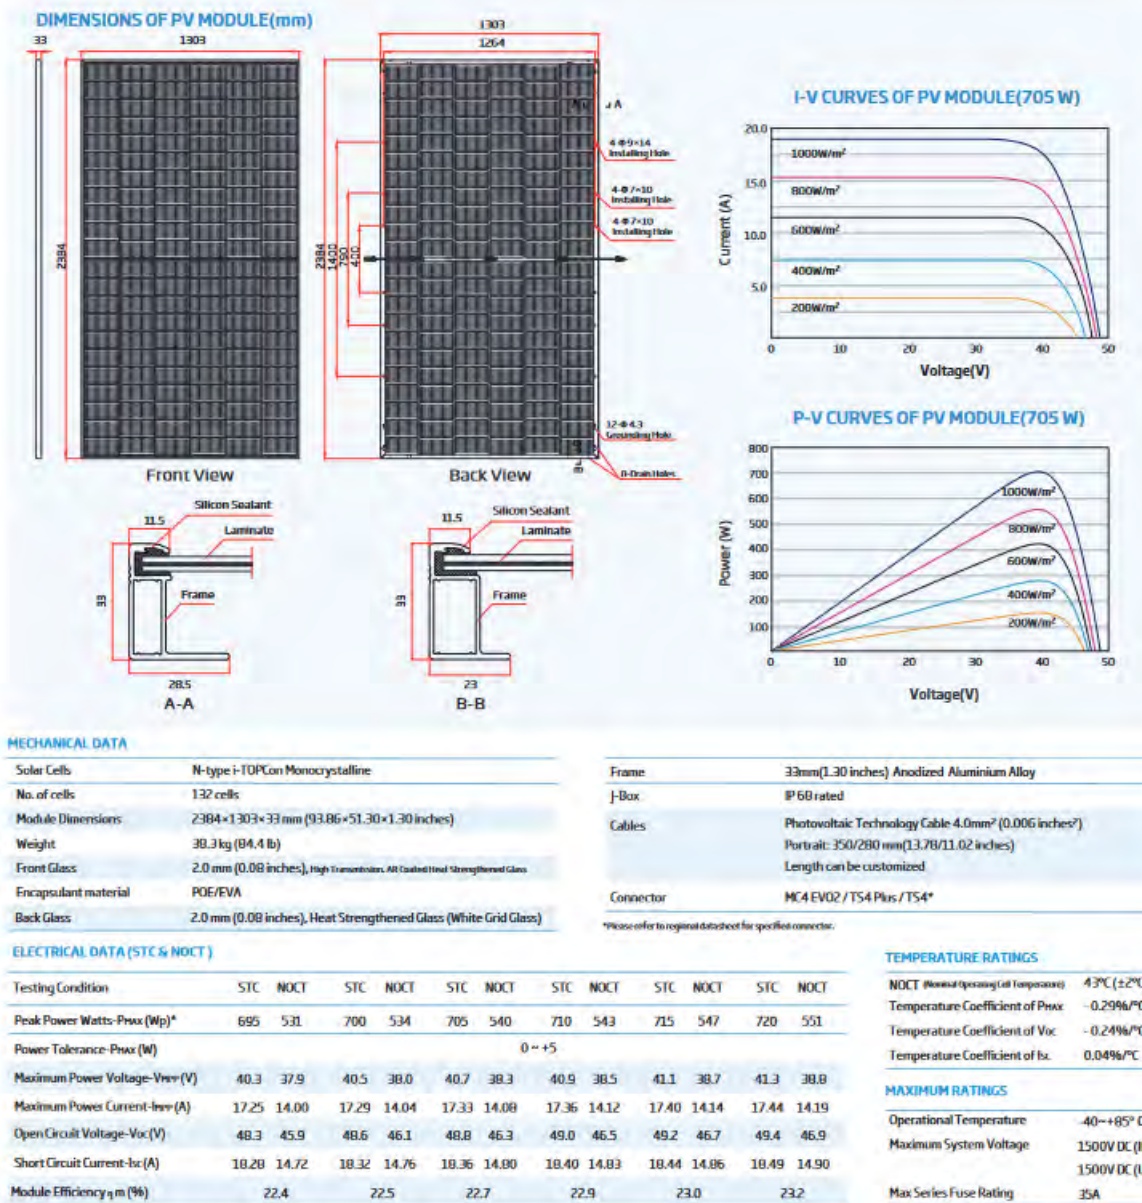 DIMENSIONS OF PV MODULE(mm)
33
1303
2384
Front View
1303
1264
A
4-Φ9×14
Installing Hole
4-Φ7×10
Installing Hole
4-Φ7×10
Installing Hole
2384
1400
790
400
12-Φ4.3
Grounding Hole
8-Drain Holes
Back View
11.5
Silicon Sealant
Laminate
Frame
33
28.5
A-A
11.5
Silicon Sealant
Laminate
Frame
33
23
B-B
I-V CURVES OF PV MODULE(705 W)
20.0
15.0
10.0
5.0
Current (A)
1000W/m²
800W/m²
600W/m²
400W/m²
200W/m²
0 10 20 30 40 50
Voltage(V)
P-V CURVES OF PV MODULE(705 W)
800
700
600
500
400
300
200
100
Power (W)
1000W/m²
800W/m²
600W/m²
400W/m²
200W/m²
0 10 20 30 40 50
Voltage(V)
MECHANICAL DATA
Solar Cells N-type i-TOPCon Monocrystalline
No. of cells 132 cells
Module Dimensions 2384×1303×33 mm (93.86×51.30×1.30 inches)
Weight 38.3 kg (84.4 lb)
Front Glass 2.0 mm (0.08 inches), High Transmission, AR Coated Heat Strengthened Glass
Encapsulant material POE/EVA
Back Glass 2.0 mm (0.08 inches), Heat Strengthened Glass (White Grid Glass)
Frame 33mm(1.30 inches) Anodized Aluminium Alloy
J-Box IP 68 rated
Cables Photovoltaic Technology Cable 4.0mm² (0.006 inches²)
Portrait: 350/280 mm(13.78/11.02 inches)
Length can be customized
Connector MC4 EVO2 / TS4 Plus / TS4*
*Please refer to regional datasheet for specified connector.
ELECTRICAL DATA (STC & NOCT )
Testing Condition STC NOCT STC NOCT STC NOCT STC NOCT STC NOCT STC NOCT
Peak Power Watts-PMAX (Wp)* 695 531 700 534 705 540 710 543 715 547 720 551
Power Tolerance-PMAX (W) 0 ~ +5
Maximum Power Voltage-VMPP (V) 40.3 37.9 40.5 38.0 40.7 38.3 40.9 38.5 41.1 38.7 41.3 38.8
Maximum Power Current-IMPP (A) 17.25 14.00 17.29 14.04 17.33 14.08 17.36 14.12 17.40 14.14 17.44 14.19
Open Circuit Voltage-VOC (V) 48.3 45.9 48.6 46.1 48.8 46.3 49.0 46.5 49.2 46.7 49.4 46.9
Short Circuit Current-ISC (A) 18.28 14.72 18.32 14.76 18.36 14.80 18.40 14.83 18.44 14.86 18.49 14.90
Module Efficiency η m (%) 22.4 22.5 22.7 22.9 23.0 23.2
TEMPERATURE RATINGS
NOCT (Nominal Operating Cell Temperature) 43°C (±2°C
Temperature Coefficient of PMAX - 0.29%/°C
Temperature Coefficient of VOC - 0.24%/°C
Temperature Coefficient of ISC 0.04%/°C
MAXIMUM RATINGS
Operational Temperature -40~+85° C
Maximum System Voltage 1500V DC (I
1500V DC (U
Max Series Fuse Rating 35A